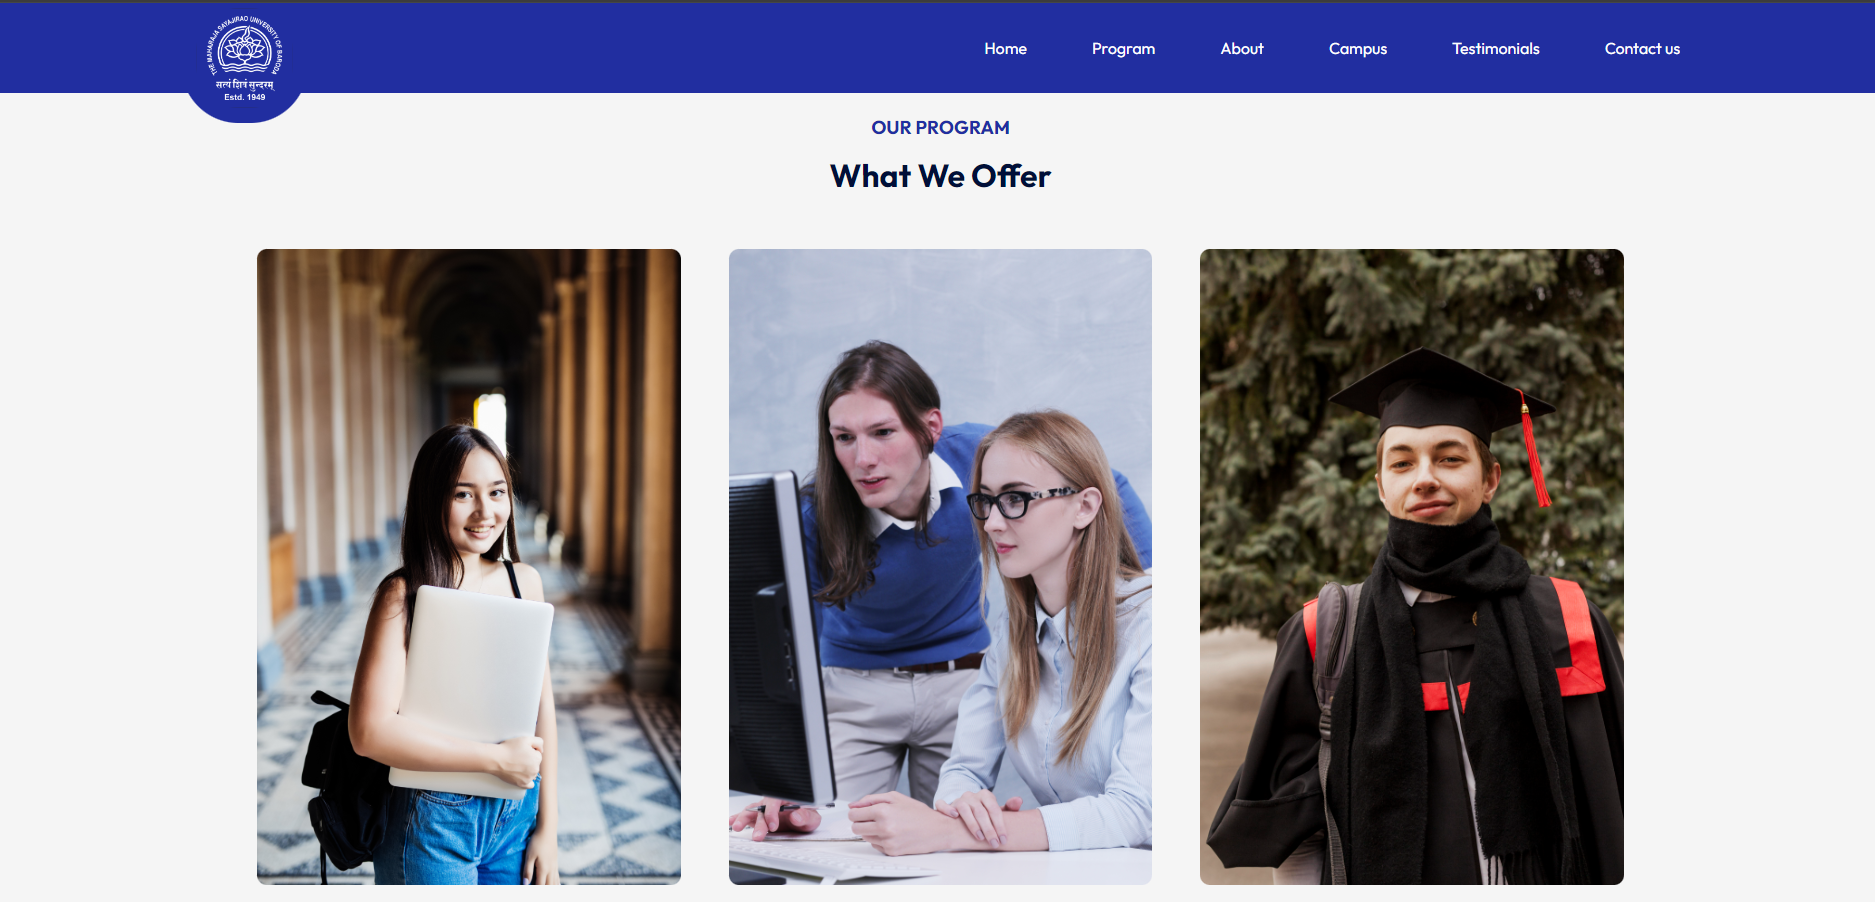 THE MAHARAJA SAYAJIRAO UNIVERSITY OF BARODA
सत्यं शिवं सुन्दरम्
Estd. 1949
Home
Program
About
Campus
Testimonials
Contact us
OUR PROGRAM
What We Offer